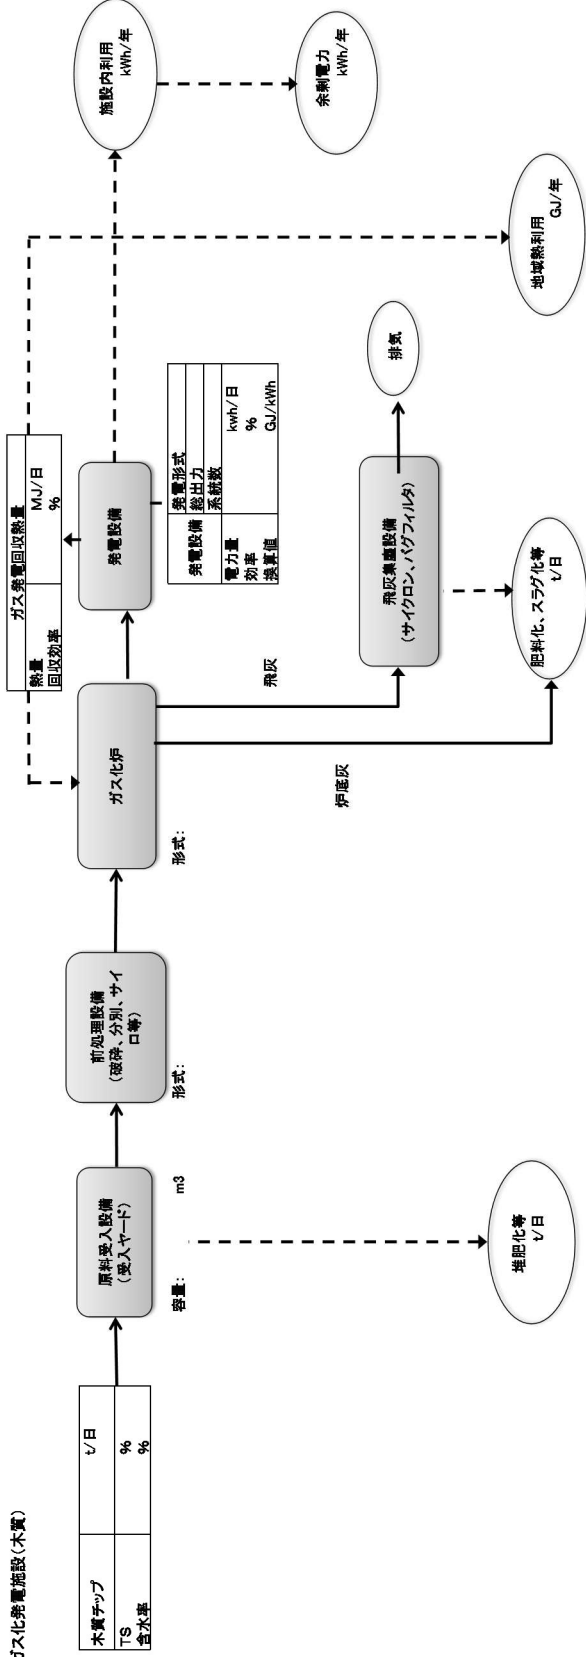 ガス化発電施設(木質)
木質チップ t/日
TS %
含水率 %
原料受入設備
(受入ヤード)
容量: m3
堆肥化等
t/日
前処理設備
(破砕、分別、サイ
ロ等)
形式:
ガス化炉
形式:
ガス発電回収熱量
熱量 MJ/日
回収効率 %
発電設備
発電設備 発電形式
総出力
系統数
電力量 kwh/日
効率 %
換算値 GJ/kWh
飛灰
炉底灰
飛灰集塵設備
(サイクロン、バグフィルタ)
排気
肥料化、スラグ化等
t/日
施設内利用
kWh/年
余剰電力
kWh/年
地域熱利用
GJ/年